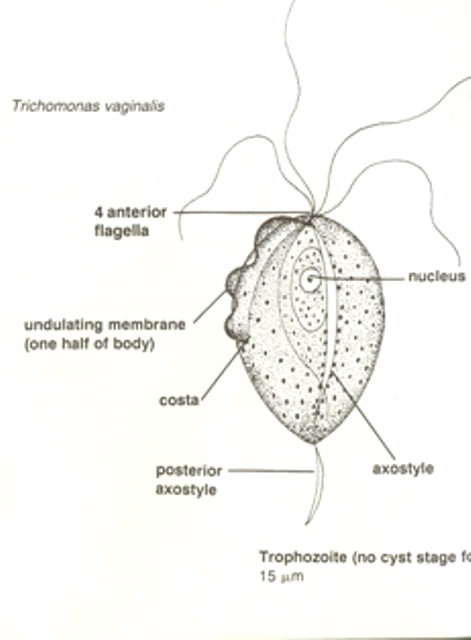 Trichomonas vaginalis
4 anterior
flagella
nucleus
undulating membrane
(one half of body)
costa
axostyle
posterior
axostyle
Trophozoite (no cyst stage
15 μm